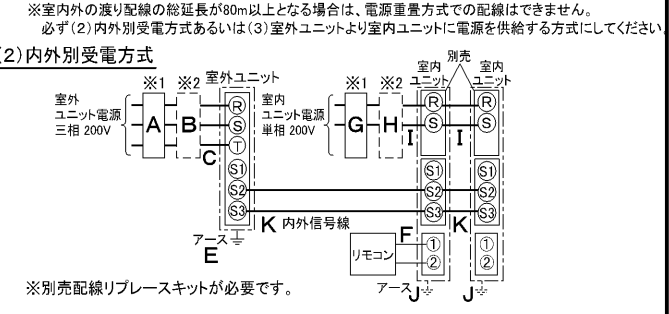 ※室内外の渡り配線の総延長が80m以上となる場合は、電源重畳方式での配線はできません。
必ず(2)内外別受電方式あるいは(3)室外ユニットより室内ユニットに電源を供給する方式にしてください
(2)内外別受電方式
※1 ※2 室外ユニット
※1 ※2 室内ユニット 別売 室内ユニット
室外
ユニット電源
三相 200V
A B C
R
S
T
S1
S2
S3
アース
E
室内
ユニット電源
単相 200V
G H I I
R
S
S1
S2
S3
①
②
R
S
S1
S2
S3
①
②
K 内外信号線
K
F
リモコン
アース J J
※別売配線リプレースキットが必要です。